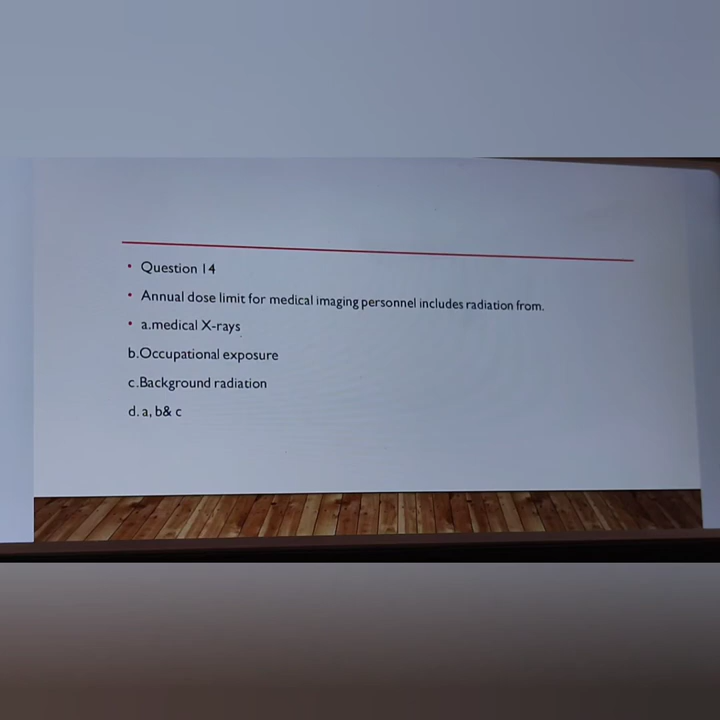 • Question 14
• Annual dose limit for medical imaging personnel includes radiation from.
• a.medical X-rays
b.Occupational exposure
c.Background radiation
d. a, b& c